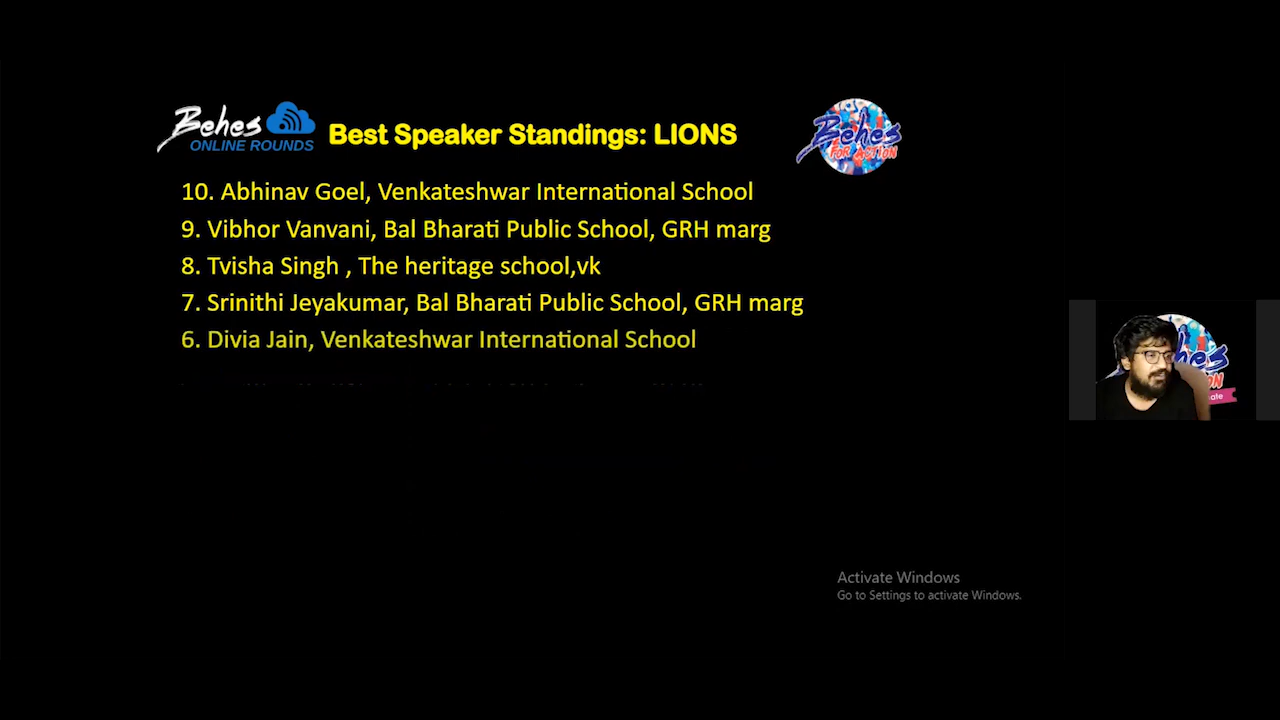 Behes
ONLINE ROUNDS
Best Speaker Standings: LIONS
Behes
FOR ACTION
10. Abhinav Goel, Venkateshwar International School
9. Vibhor Vanvani, Bal Bharati Public School, GRH marg
8. Tvisha Singh , The heritage school,vk
7. Srinithi Jeyakumar, Bal Bharati Public School, GRH marg
6. Divia Jain, Venkateshwar International School
Activate Windows
Go to Settings to activate Windows.